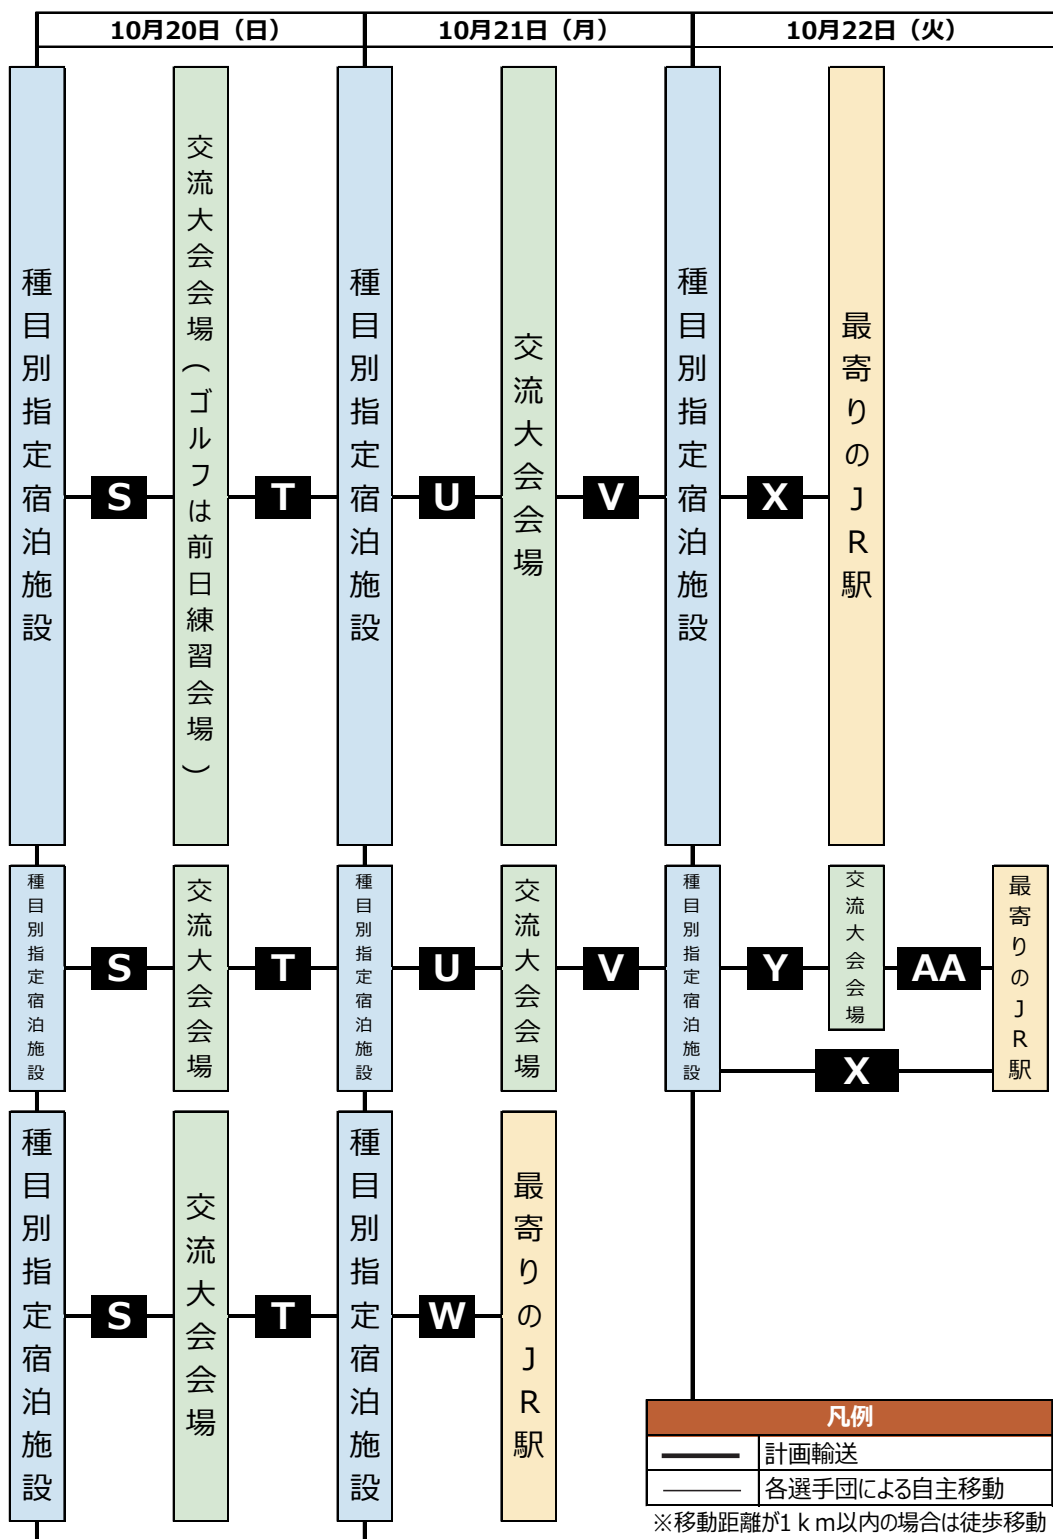 10月20日（日）
10月21日（月）
10月22日（火）
種目別指定宿泊施設
S
交流大会会場（ゴルフは前日練習会場）
T
種目別指定宿泊施設
U
交流大会会場
V
種目別指定宿泊施設
X
最寄りのJR駅
種目別指定宿泊施設
S
交流大会会場
T
種目別指定宿泊施設
U
交流大会会場
V
種目別指定宿泊施設
Y
交流大会会場
AA
X
最寄りのJR駅
種目別指定宿泊施設
S
交流大会会場
T
種目別指定宿泊施設
W
最寄りのJR駅
凡例
計画輸送
各選手団による自主移動
※移動距離が1ｋｍ以内の場合は徒歩移動